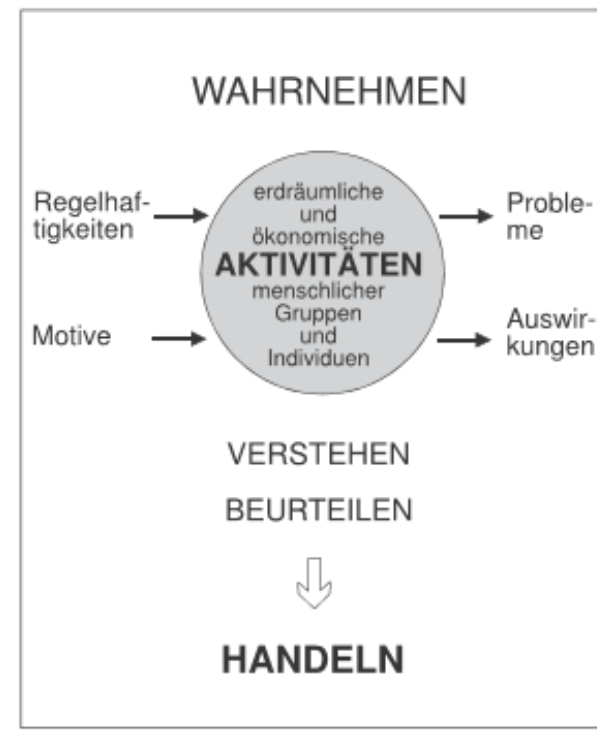 WAHRNEHMEN
Regelhaf-
tigkeiten
Motive
erdräumliche
und
ökonomische
AKTIVITÄTEN
menschlicher
Gruppen
und
Individuen
Proble-
me
Auswir-
kungen
VERSTEHEN
BEURTEILEN
HANDELN